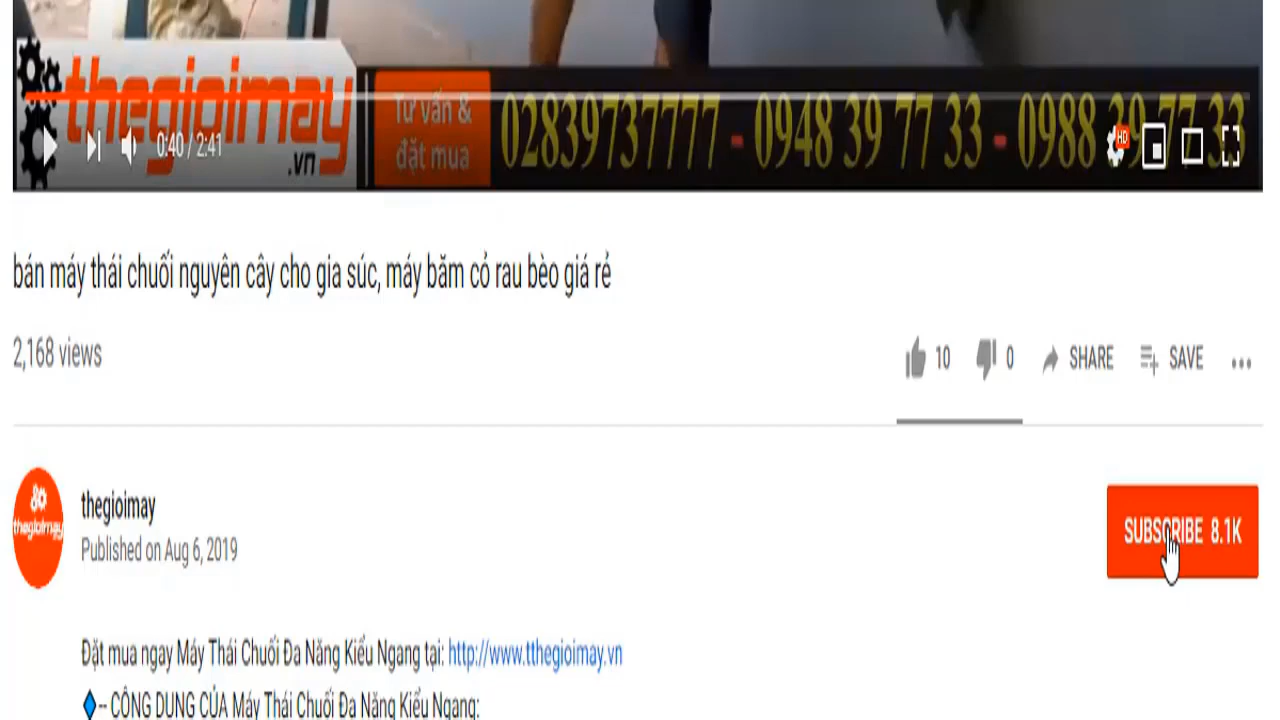 thegioimay
.vn
Tư vấn &
đặt mua
02839737777 - 0948 39 77 33 - 0988 39 77 33
0:40 / 2:41
HD
bán máy thái chuối nguyên cây cho gia súc, máy băm cỏ rau bèo giá rẻ
2,168 views
10 0 SHARE SAVE
thegioimay
thegioimay
Published on Aug 6, 2019
SUBSCRIBE 8.1K
Đặt mua ngay Máy Thái Chuối Đa Năng Kiểu Ngang tại: http://www.tthegioimay.vn
-- CÔNG DỤNG CỦA Máy Thái Chuối Đa Năng Kiểu Ngang: